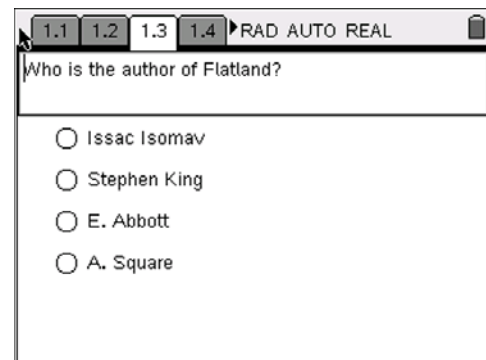 1.1 1.2 1.3 1.4 RAD AUTO REAL
Who is the author of Flatland?
Issac Isomav
Stephen King
E. Abbott
A. Square